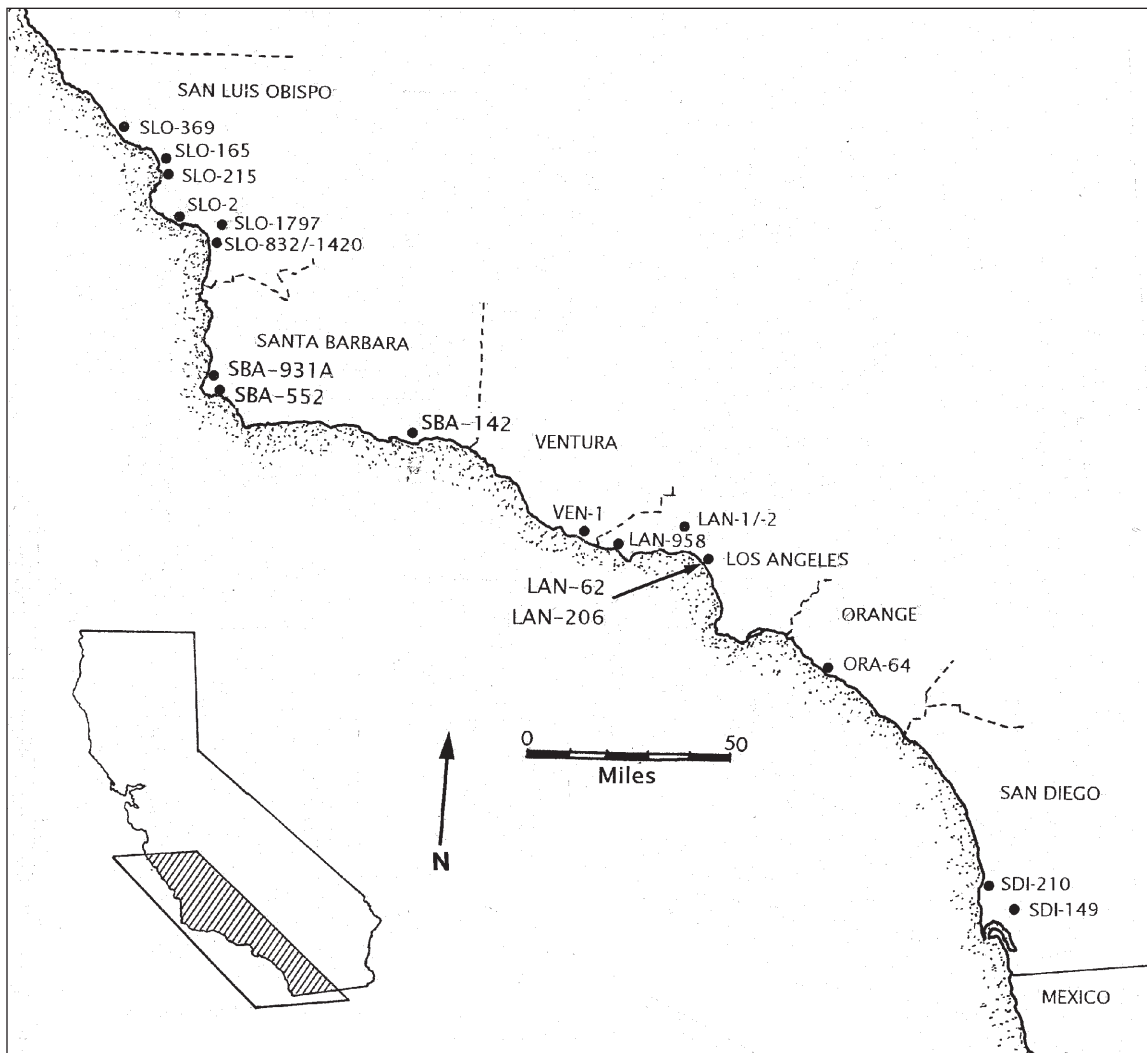 SAN LUIS OBISPO
SLO-369
SLO-165
SLO-215
SLO-2
SLO-1797
SLO-832/-1420
SANTA BARBARA
SBA-931A
SBA-552
SBA-142
VENTURA
VEN-1
LAN-1/-2
LAN-958
LOS ANGELES
LAN-62
LAN-206
ORANGE
ORA-64
0 50
Miles
N
SAN DIEGO
SDI-210
SDI-149
MEXICO